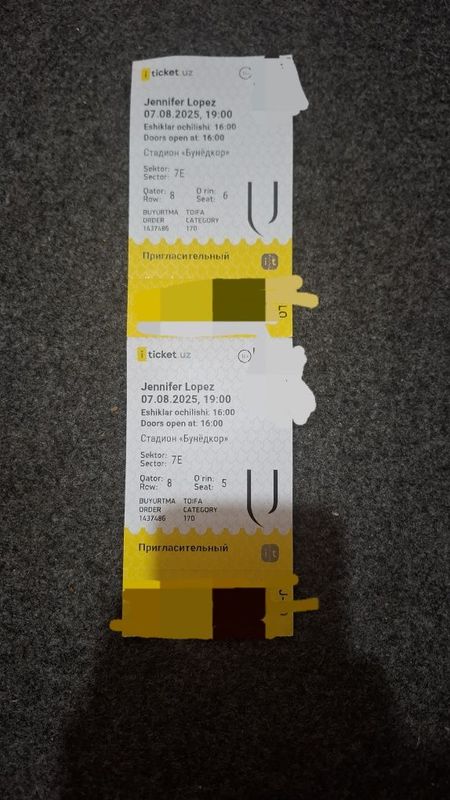 iticket.uz
Jennifer Lopez
07.08.2025, 19:00
Eshiklar ochilishi: 16:00
Doors open at: 16:00
Стадион «Бунёдкор»
Sektor:
Sector: 7E
Qator: O'rin:
Row: 8 Seat: 6
BUYURTMA TOIFA
ORDER CATEGORY
1437486 170
Пригласительный
it
iticket.uz
Jennifer Lopez
07.08.2025, 19:00
Eshiklar ochilishi: 16:00
Doors open at: 16:00
Стадион «Бунёдкор»
Sektor:
Sector: 7E
Qator: O'rin:
Row: 8 Seat: 5
BUYURTMA TOIFA
ORDER CATEGORY
1437486 170
Пригласительный
it